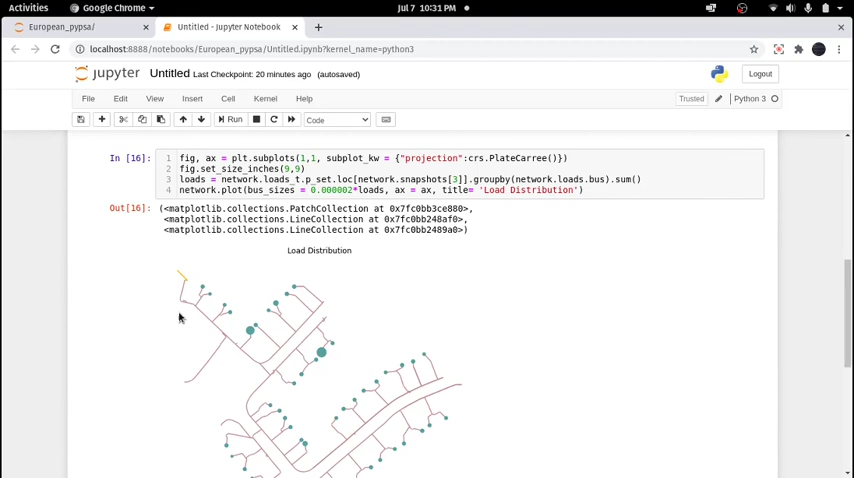 Activities
Google Chrome
Jul 7 10:31 PM
European_pypsa/
Untitled - Jupyter Notebook
localhost:8888/notebooks/European_pypsa/Untitled.ipynb?kernel_name=python3
jupyter Untitled Last Checkpoint: 20 minutes ago (autosaved)
Logout
File Edit View Insert Cell Kernel Help
Trusted
Python 3
Run
Code
In [16]:
1 fig, ax = plt.subplots(1,1, subplot_kw = {"projection":crs.PlateCarree()})
2 fig.set_size_inches(9,9)
3 loads = network.loads_t.p_set.loc[network.snapshots[3]].groupby(network.loads.bus).sum()
4 network.plot(bus_sizes = 0.000002*loads, ax = ax, title= 'Load Distribution')
Out[16]: (<matplotlib.collections.PatchCollection at 0x7fc0bb3ce880>,
<matplotlib.collections.LineCollection at 0x7fc0bb248af0>,
<matplotlib.collections.LineCollection at 0x7fc0bb2489a0>)
Load Distribution